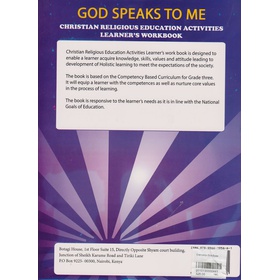 GOD SPEAKS TO ME
CHRISTIAN RELIGIOUS EDUCATION ACTIVITIES
LEARNER'S WORKBOOK
Christian Religious Education Activities Learner's work book is designed to
enable a learner acquire knowledge, skills, values and attitude leading to
development of Holistic learning to meet the expectations of the society.
The book is based on the Competency Based Curriculum for Grade three.
It will equip a learner with the competences as well as nurture core values
in the process of learning.
The book is responsive to the learner's needs as it is in line with the National
Goals of Education.
House, 1st Floor Suite 15, Directly Opposite Skyam court building,
Junction of Sheikh Karume Road and Tiriki Lane
P.O Box 9223 - 00300, Nairobi, Kenya